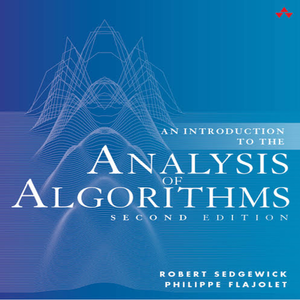 AN INTRODUCTION
TO THE
ANALYSIS
OF
ALGORITHMS
SECOND EDITION
ROBERT SEDGEWICK
PHILIPPE FLAJOLET